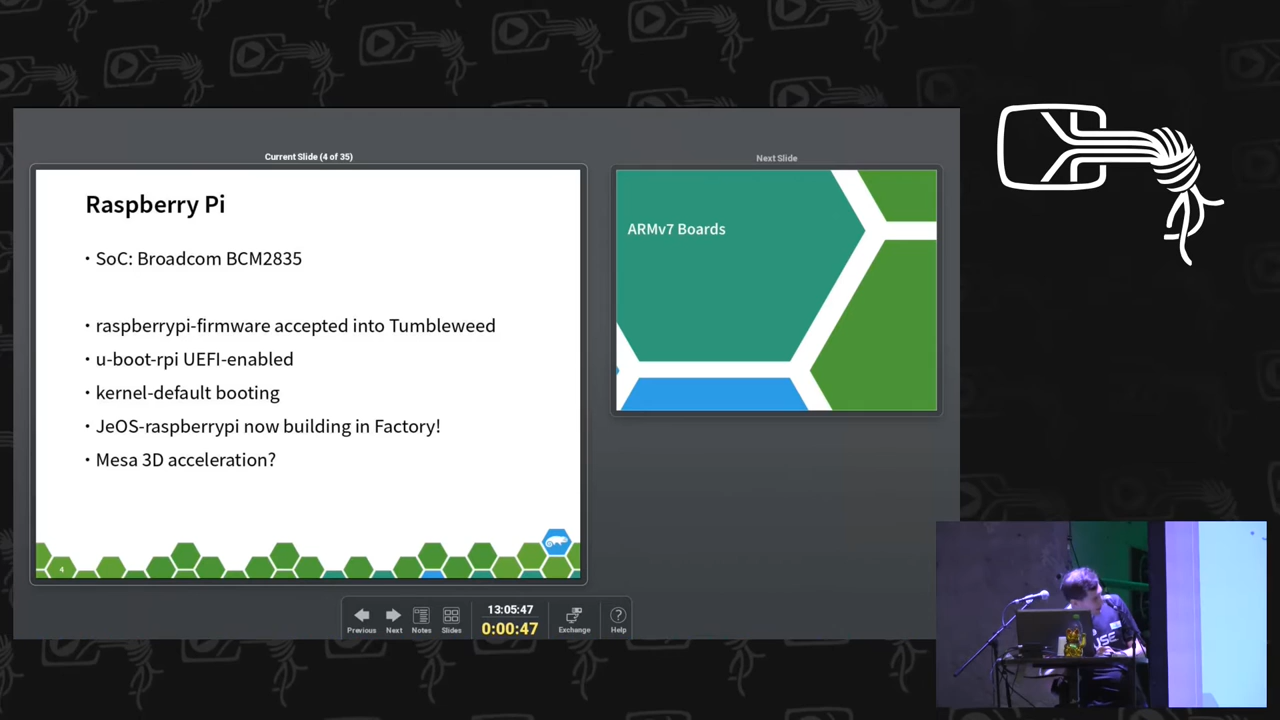 Current Slide (4 of 35)
Next Slide
Raspberry Pi
• SoC: Broadcom BCM2835
• raspberrypi-firmware accepted into Tumbleweed
• u-boot-rpi UEFI-enabled
• kernel-default booting
• JeOS-raspberrypi now building in Factory!
• Mesa 3D acceleration?
4
ARMv7 Boards
Previous
Next
Notes
Slides
13:05:47
0:00:47
Exchange
Help